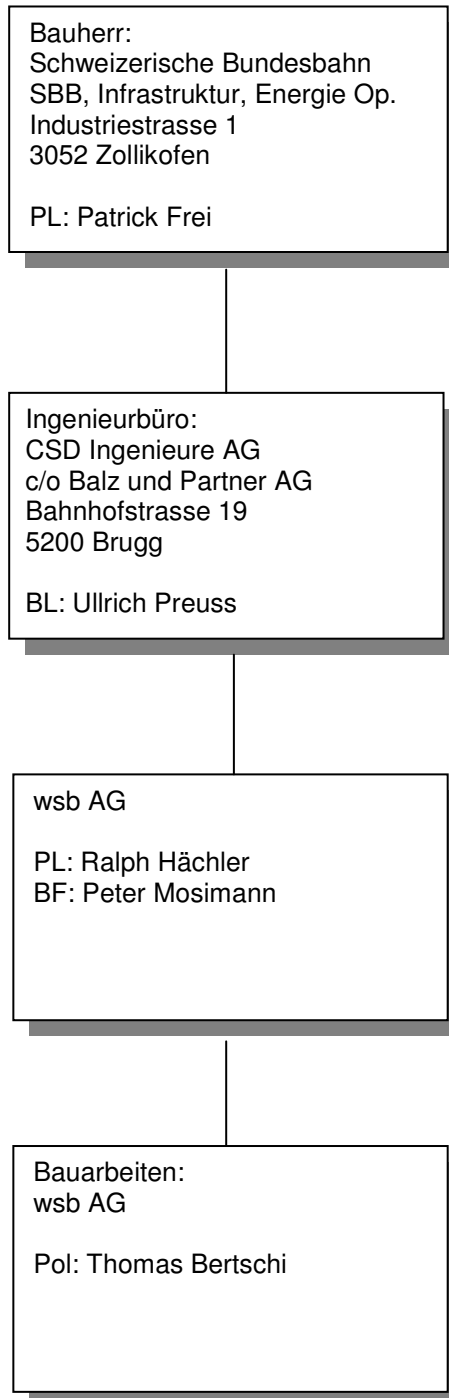 Bauherr:
Schweizerische Bundesbahn
SBB, Infrastruktur, Energie Op.
Industriestrasse 1
3052 Zollikofen
PL: Patrick Frei
Ingenieurbüro:
CSD Ingenieure AG
c/o Balz und Partner AG
Bahnhofstrasse 19
5200 Brugg
BL: Ullrich Preuss
wsb AG
PL: Ralph Hächler
BF: Peter Mosimann
Bauarbeiten:
wsb AG
Pol: Thomas Bertschi